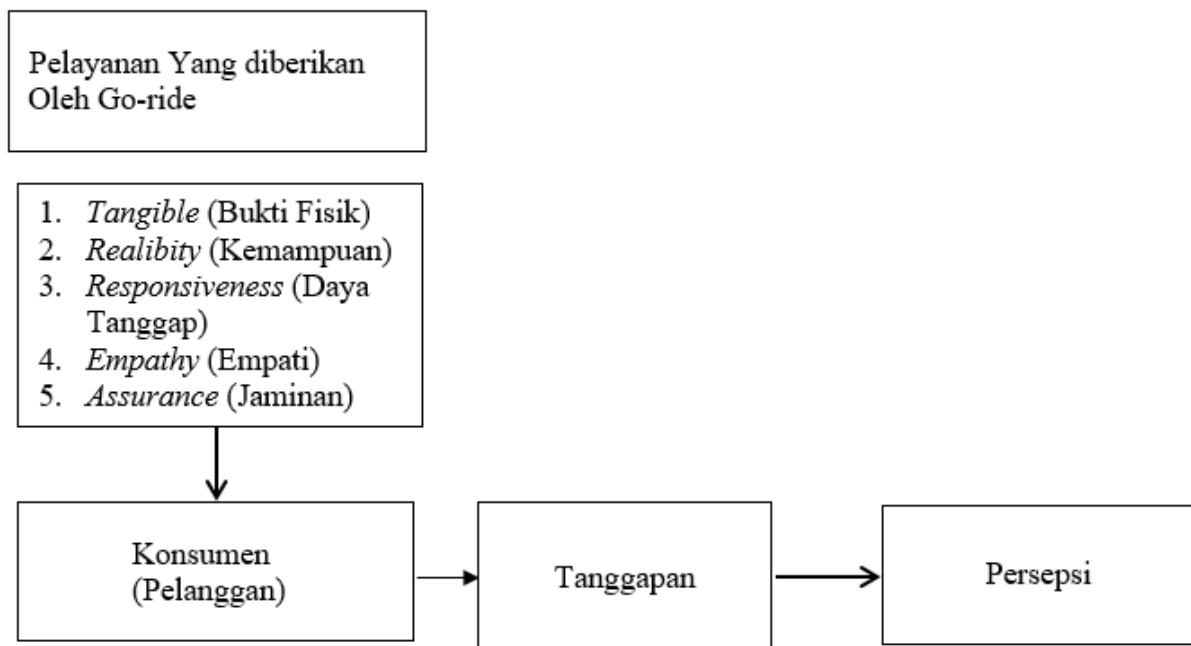 Pelayanan Yang diberikan
Oleh Go-ride
1. Tangible (Bukti Fisik)
2. Realibity (Kemampuan)
3. Responsiveness (Daya
Tanggap)
4. Empathy (Empati)
5. Assurance (Jaminan)
Konsumen
(Pelanggan)
Tanggapan
Persepsi